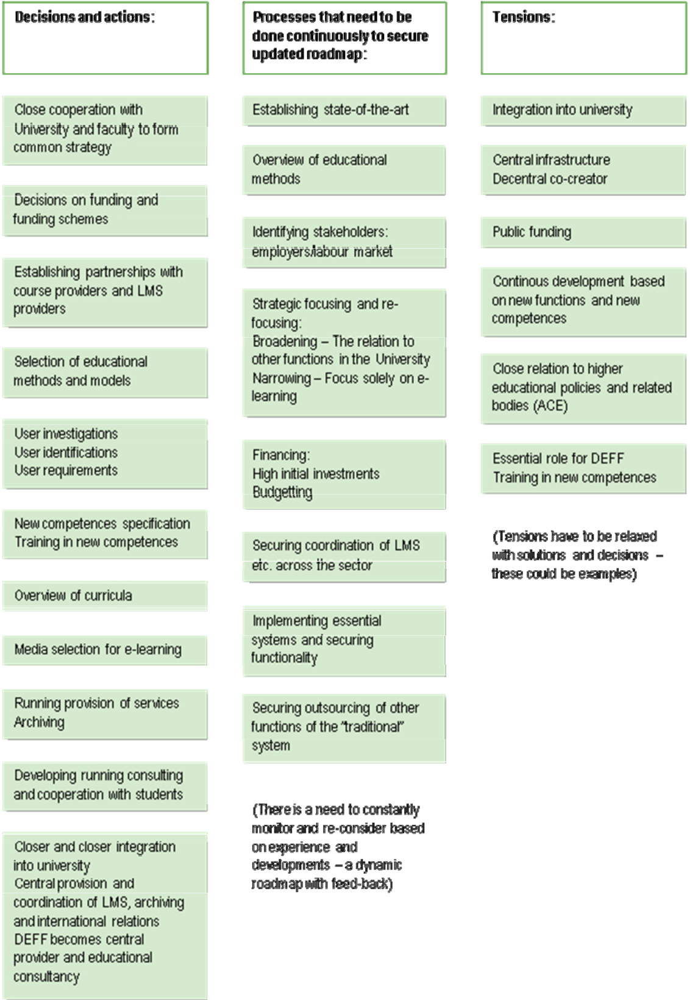 Decisions and actions:
Close cooperation with
University and faculty to form
common strategy
Decisions on funding and
funding schemes
Establishing partnerships with
course providers and LMS
providers
Selection of educational
methods and models
User investigations
User identifications
User requirements
New competences specification
Training in new competences
Overview of curricula
Media selection for e-learning
Running provision of services
Archiving
Developing running consulting
and cooperation with students
Closer and closer integration
into university
Central provision and
coordination of LMS, archiving
and international relations
DEFF becomes central
provider and educational
consultancy
Processes that need to be
done continuously to secure
updated roadmap:
Establishing state-of-the-art
Overview of educational
methods
Identifying stakeholders:
employers/labour market
Strategic focusing and re-
focusing:
Broadening – The relation to
other functions in the University
Narrowing – Focus solely on e-
learning
Financing:
High initial investments
Budgetting
Securing coordination of LMS
etc. across the sector
Implementing essential
systems and securing
functionality
Securing outsourcing of other
functions of the "traditional"
system
(There is a need to constantly
monitor and re-consider based
on experience and
developments – a dynamic
roadmap with feed-back)
Tensions:
Integration into university
Central infrastructure
Decentral co-creator
Public funding
Continous development based
on new functions and new
competences
Close relation to higher
educational policies and related
bodies (ACE)
Essential role for DEFF
Training in new competences
(Tensions have to be relaxed
with solutions and decisions –
these could be examples)